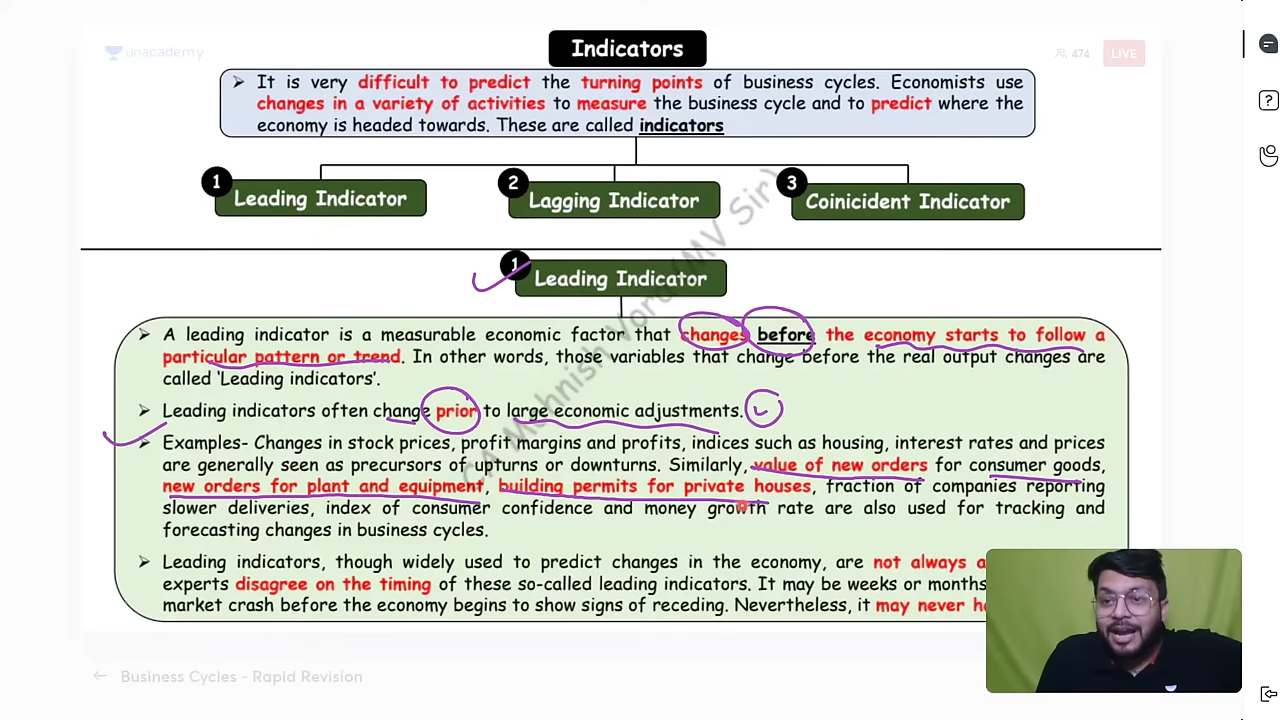 unacademy
474
LIVE
Indicators
➤ It is very difficult to predict the turning points of business cycles. Economists use
changes in a variety of activities to measure the business cycle and to predict where the
economy is headed towards. These are called indicators
1 Leading Indicator
2 Lagging Indicator
3 Coinicident Indicator
1 Leading Indicator
➤ A leading indicator is a measurable economic factor that changes before the economy starts to follow a
particular pattern or trend. In other words, those variables that change before the real output changes are
called ‘Leading indicators’.
➤ Leading indicators often change prior to large economic adjustments.
➤ Examples- Changes in stock prices, profit margins and profits, indices such as housing, interest rates and prices
are generally seen as precursors of upturns or downturns. Similarly, value of new orders for consumer goods,
new orders for plant and equipment, building permits for private houses, fraction of companies reporting
slower deliveries, index of consumer confidence and money growth rate are also used for tracking and
forecasting changes in business cycles.
➤ Leading indicators, though widely used to predict changes in the economy, are not always
experts disagree on the timing of these so-called leading indicators. It may be weeks or months
market crash before the economy begins to show signs of receding. Nevertheless, it may never
CA Mohnish Vora (MV Sir)
Business Cycles - Rapid Revision